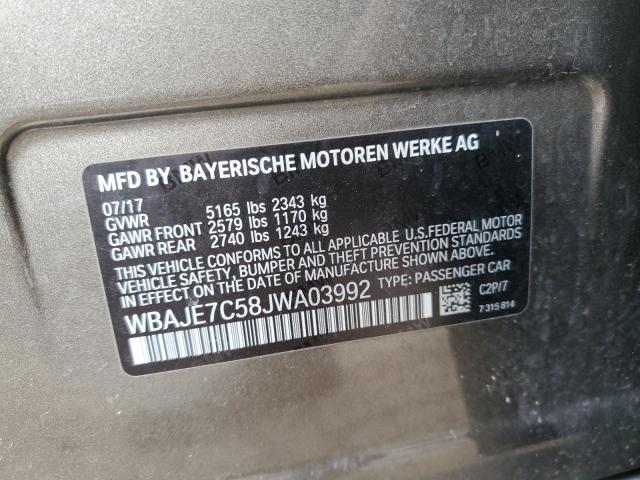 MFD BY BAYERISCHE MOTOREN WERKE AG
07/17
GVWR 5165 lbs 2343 kg
GAWR FRONT 2579 lbs 1170 kg
GAWR REAR 2740 lbs 1243 kg
THIS VEHICLE CONFORMS TO ALL APPLICABLE U.S.FEDERAL MOTOR
VEHICLE SAFETY, BUMPER AND THEFT PREVENTION STANDARDS
IN EFFECT ON THE DATE OF MANUFACTURE SHOWN ABOVE.
WBAJE7C58JWA03992 TYPE: PASSENGER CAR
C2P/7
7 315 814